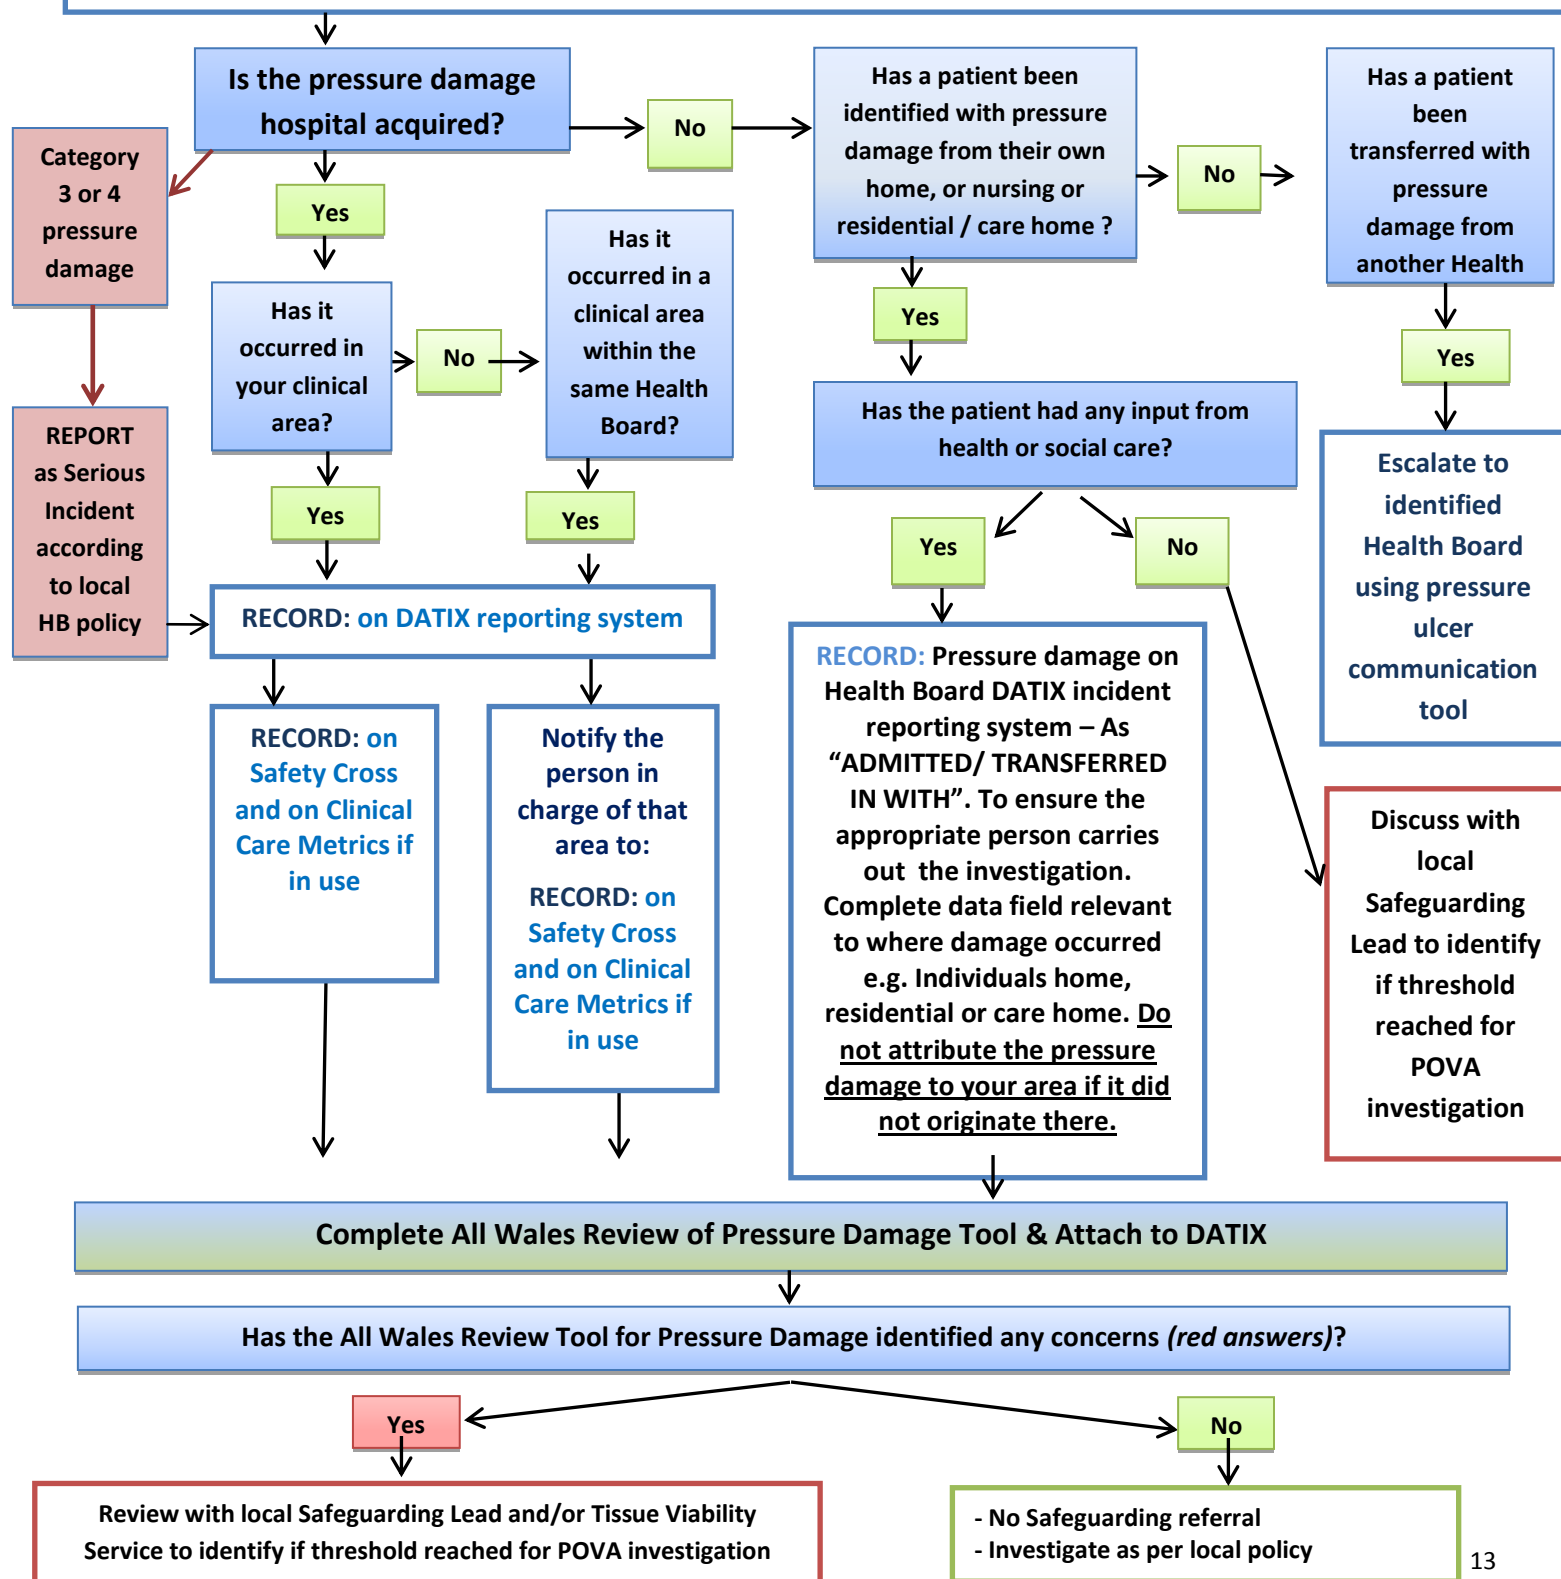 Is the pressure damage
hospital acquired?
No
Has a patient been
identified with pressure
damage from their own
home, or nursing or
residential / care home ?
No
Has a patient
been
transferred with
pressure
damage from
another Health
Category
3 or 4
pressure
damage
Yes
Has it
occurred in
your clinical
area?
No
Has it
occurred in a
clinical area
within the
same Health
Board?
Yes
Yes
Has the patient had any input from
health or social care?
REPORT
as Serious
Incident
according
to local
HB policy
Yes
Yes
Yes
No
Escalate to
identified
Health Board
using pressure
ulcer
communication
tool
RECORD: on DATIX reporting system
RECORD: on
Safety Cross
and on Clinical
Care Metrics if
in use
Notify the
person in
charge of that
area to:
RECORD: on
Safety Cross
and on Clinical
Care Metrics if
in use
RECORD: Pressure damage on
Health Board DATIX incident
reporting system – As
“ADMITTED/ TRANSFERRED
IN WITH”. To ensure the
appropriate person carries
out the investigation.
Complete data field relevant
to where damage occurred
e.g. Individuals home,
residential or care home. Do
not attribute the pressure
damage to your area if it did
not originate there.
Discuss with
local
Safeguarding
Lead to identify
if threshold
reached for
POVA
investigation
Complete All Wales Review of Pressure Damage Tool & Attach to DATIX
Has the All Wales Review Tool for Pressure Damage identified any concerns (red answers)?
Yes
No
Review with local Safeguarding Lead and/or Tissue Viability
Service to identify if threshold reached for POVA investigation
- No Safeguarding referral
- Investigate as per local policy
13